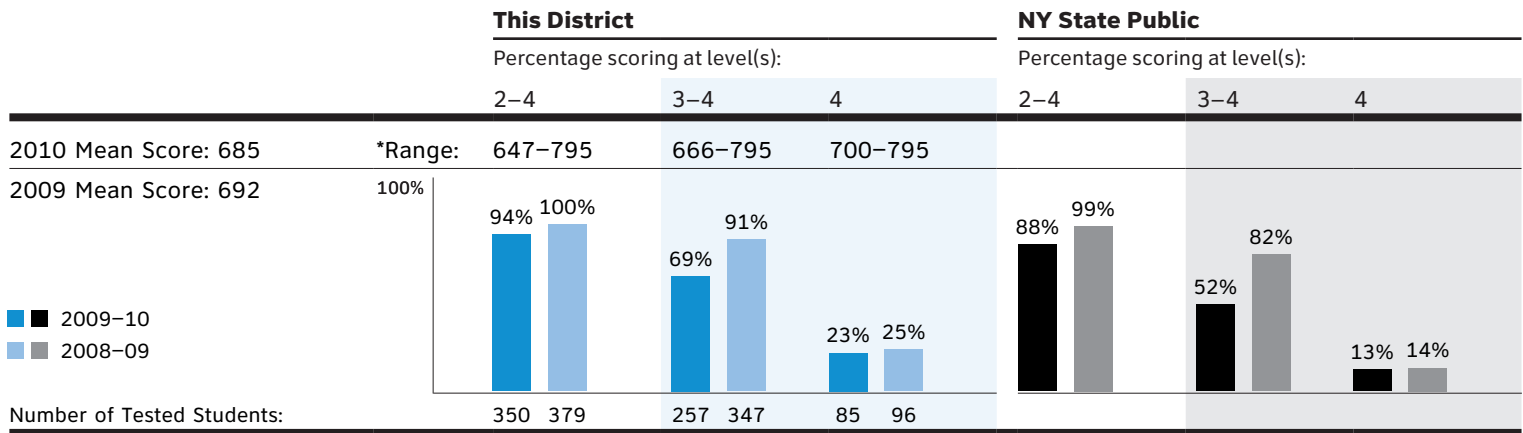 This District NY State Public
Percentage scoring at level(s): Percentage scoring at level(s):
2–4 3–4 4 2–4 3–4 4
2010 Mean Score: 685 *Range: 647–795 666–795 700–795
2009 Mean Score: 692 100%
94% 100% 91% 88% 99% 82%
69% 52%
23% 25% 13% 14%
2009–10
2008–09
Number of Tested Students: 350 379 257 347 85 96